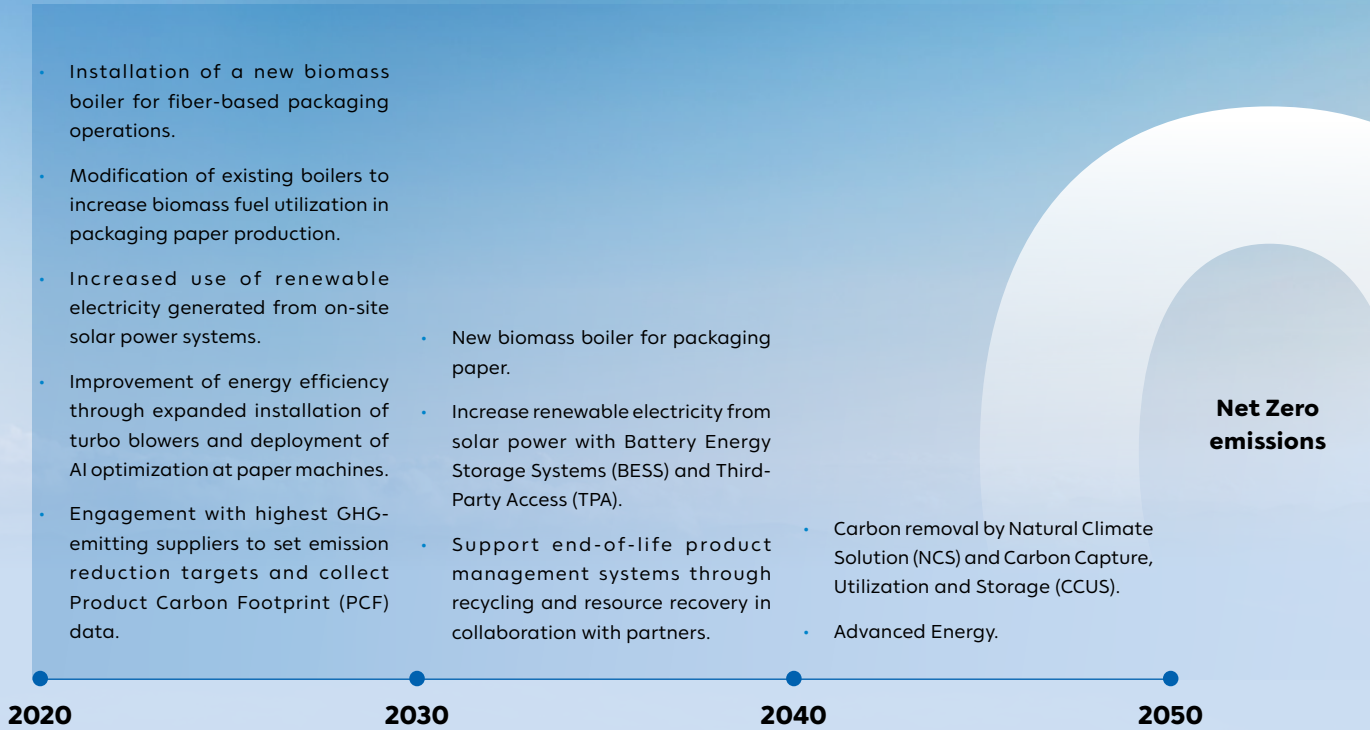 • Installation of a new biomass
boiler for fiber-based packaging
operations.
• Modification of existing boilers to
increase biomass fuel utilization in
packaging paper production.
• Increased use of renewable
electricity generated from on-site
solar power systems.
• Improvement of energy efficiency
through expanded installation of
turbo blowers and deployment of
AI optimization at paper machines.
• Engagement with highest GHG-
emitting suppliers to set emission
reduction targets and collect
Product Carbon Footprint (PCF)
data.
• New biomass boiler for packaging
paper.
• Increase renewable electricity from
solar power with Battery Energy
Storage Systems (BESS) and Third-
Party Access (TPA).
• Support end-of-life product
management systems through
recycling and resource recovery in
collaboration with partners.
• Carbon removal by Natural Climate
Solution (NCS) and Carbon Capture,
Utilization and Storage (CCUS).
• Advanced Energy.
Net Zero
emissions
2020
2030
2040
2050